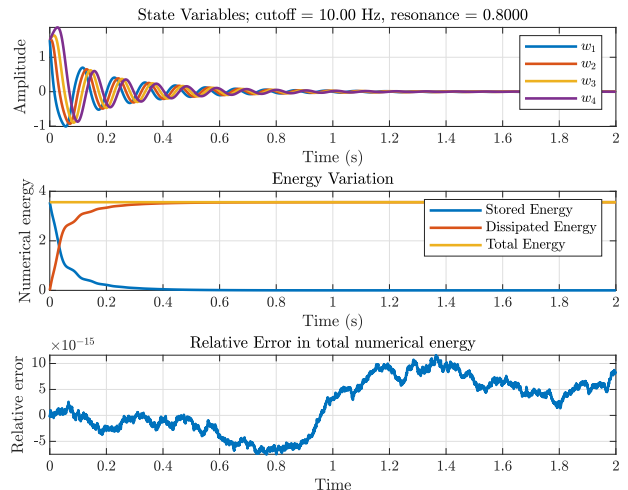 State Variables; cutoff = 10.00 Hz, resonance = 0.8000
Amplitude
1
0
-1
w₁
w₂
w₃
w₄
0 0.2 0.4 0.6 0.8 1 1.2 1.4 1.6 1.8 2
Time (s)
Energy Variation
Numerical energy
4
2
0
Stored Energy
Dissipated Energy
Total Energy
0 0.2 0.4 0.6 0.8 1 1.2 1.4 1.6 1.8 2
Time (s)
×10⁻¹⁵
Relative Error in total numerical energy
Relative error
10
5
0
-5
0 0.2 0.4 0.6 0.8 1 1.2 1.4 1.6 1.8 2
Time